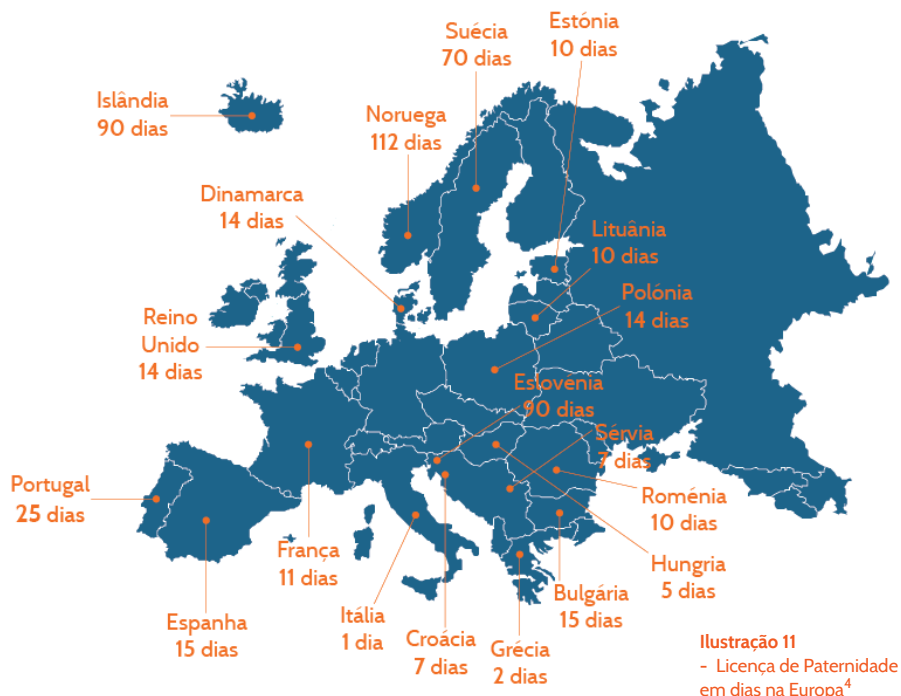 Suécia
70 dias
Estónia
10 dias
Islândia
90 dias
Noruega
112 dias
Dinamarca
14 dias
Lituânia
10 dias
Polónia
14 dias
Reino
Unido
14 dias
Eslovénia
90 dias
Sérvia
7 dias
Portugal
25 dias
Roménia
10 dias
França
11 dias
Hungria
5 dias
Bulgária
15 dias
Itália
1 dia
Espanha
15 dias
Croácia
7 dias
Grécia
2 dias
Ilustração 11
- Licença de Paternidade
em dias na Europa⁴